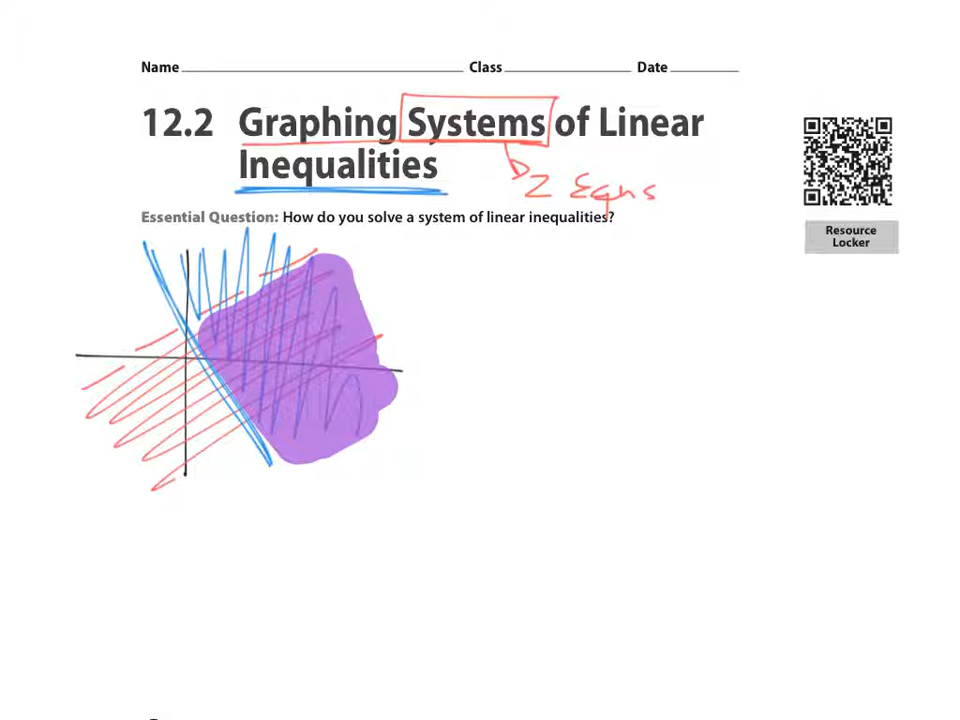 Name Class Date
12.2 Graphing Systems of Linear
Inequalities
2 Eqns
Essential Question: How do you solve a system of linear inequalities?
Resource
Locker